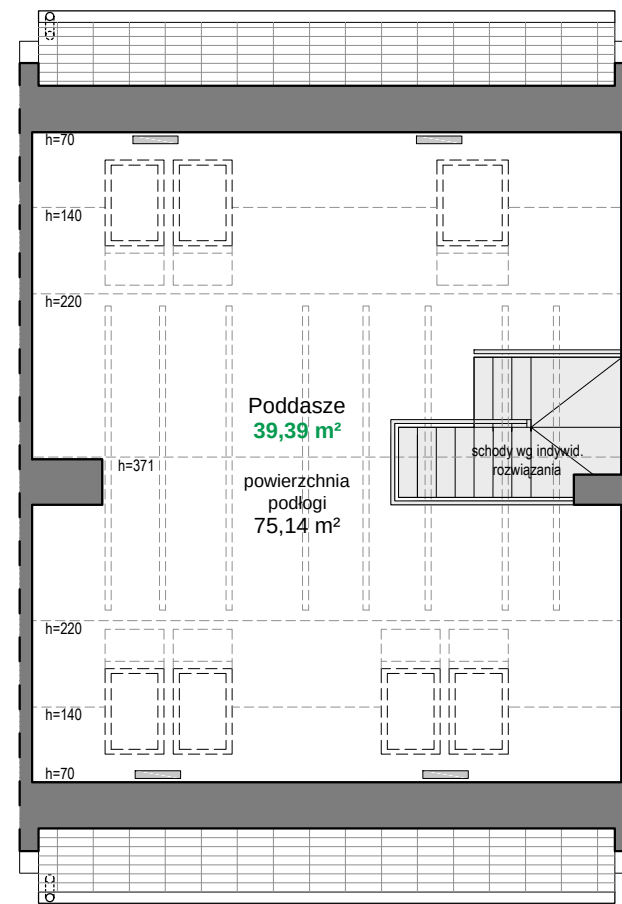 h=70
h=140
h=220
Poddasze
39,39 m²
schody wg indywid.
rozwiązania
h=371
powierzchnia
podłogi
75,14 m²
h=220
h=140
h=70